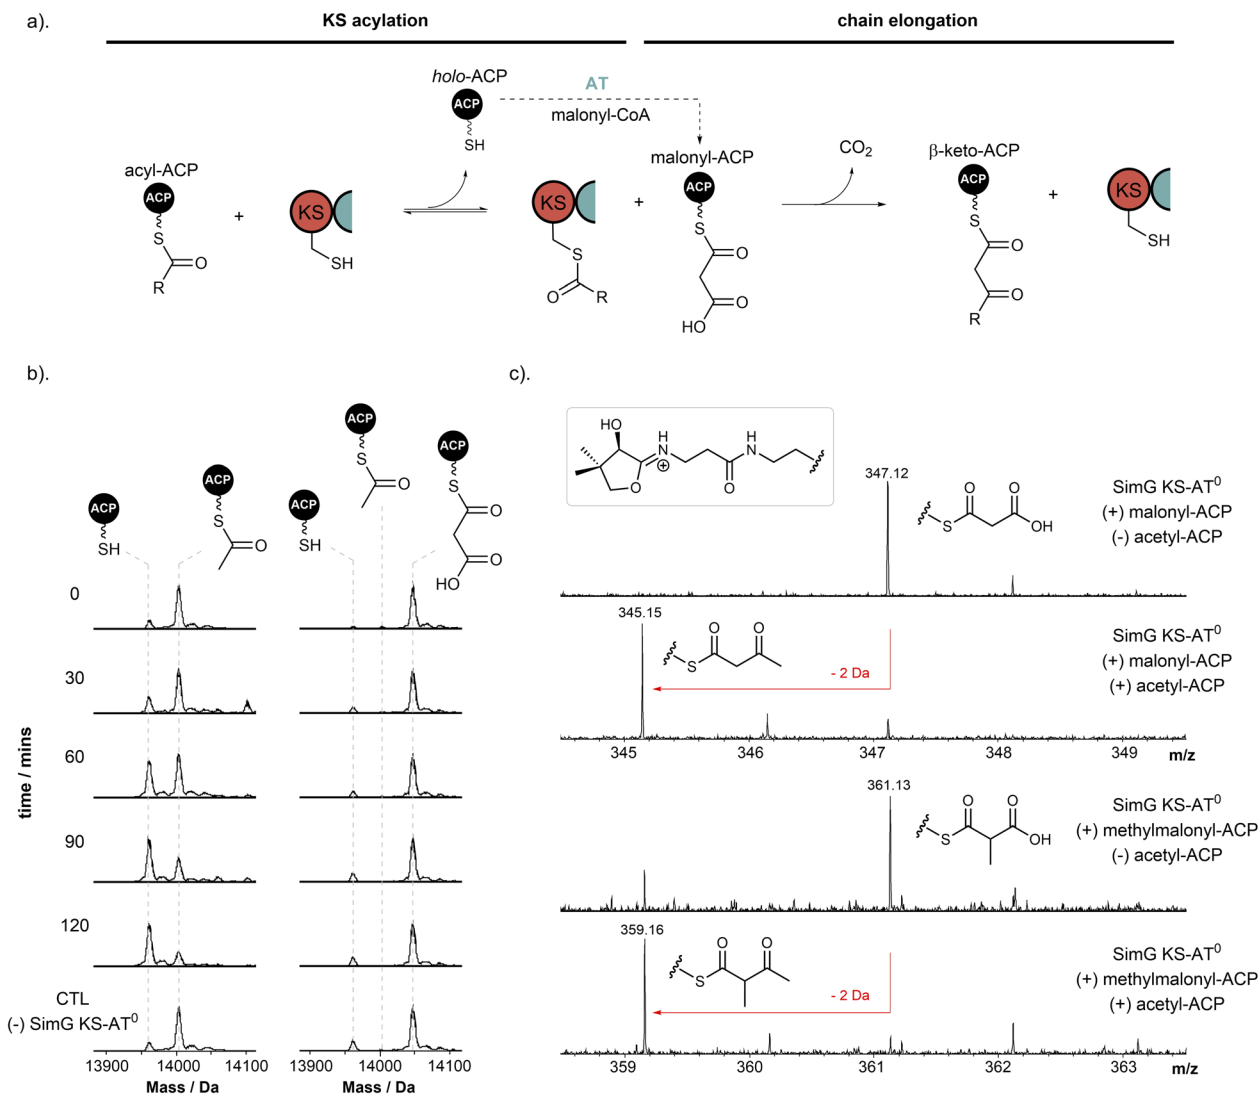 a).
KS acylation
chain elongation
holo-ACP
ACP
SH
AT
malonyl-CoA
acyl-ACP
ACP
S
O
R
+
KS
SH
KS
S
O
R
+
malonyl-ACP
ACP
S
O
O
HO
CO2
β-keto-ACP
ACP
S
O
O
R
+
KS
SH
b).
ACP
SH
ACP
S
O
ACP
SH
ACP
S
O
ACP
S
O
O
HO
time / mins
0
30
60
90
120
CTL
(-) SimG KS-AT⁰
13900 14000 14100
Mass / Da
13900 14000 14100
Mass / Da
c).
HO
H
N
⊕
O
O
H
N
347.12
S
O
O
OH
SimG KS-AT⁰
(+) malonyl-ACP
(-) acetyl-ACP
345.15
S
O
O
- 2 Da
SimG KS-AT⁰
(+) malonyl-ACP
(+) acetyl-ACP
345 346 347 348 349
m/z
361.13
S
O
O
OH
SimG KS-AT⁰
(+) methylmalonyl-ACP
(-) acetyl-ACP
359.16
S
O
O
- 2 Da
SimG KS-AT⁰
(+) methylmalonyl-ACP
(+) acetyl-ACP
359 360 361 362 363
m/z